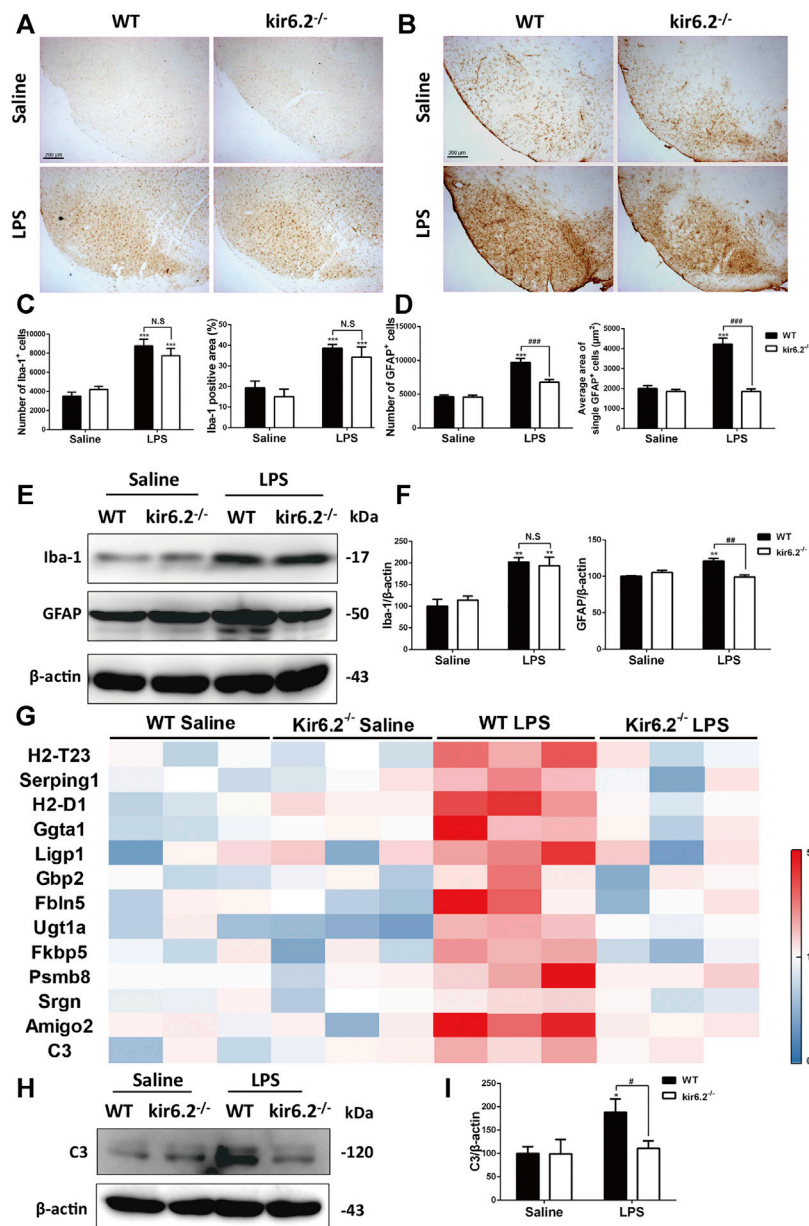 A
WT
kir6.2-/-
B
WT
kir6.2-/-
Saline
LPS
200 μm
Saline
LPS
200 μm
C
Number of Iba-1+ cells
10000
8000
6000
4000
2000
0
***
N.S
***
Saline
LPS
Iba-1 positive area (%)
50
40
30
20
10
0
***
N.S
***
Saline
LPS
D
Number of GFAP+ cells
15000
10000
5000
0
***
###
Saline
LPS
Average area of
single GFAP+ cells (μm2)
5000
4000
3000
2000
1000
0
***
###
Saline
LPS
WT
kir6.2-/-
E
Saline
LPS
WT
kir6.2-/-
WT
kir6.2-/-
kDa
Iba-1
-17
GFAP
-50
β-actin
-43
F
Iba-1/β-actin
250
200
150
100
50
0
**
N.S
**
Saline
LPS
GFAP/β-actin
200
150
100
50
0
**
##
Saline
LPS
WT
kir6.2-/-
G
WT Saline
Kir6.2-/- Saline
WT LPS
Kir6.2-/- LPS
H2-T23
Serping1
H2-D1
Ggta1
Ligp1
Gbp2
Fbln5
Ugt1a
Fkbp5
Psmb8
Srgn
Amigo2
C3
5
1
0
H
Saline
LPS
WT
kir6.2-/-
WT
kir6.2-/-
kDa
C3
-120
β-actin
-43
I
C3/β-actin
250
200
150
100
50
0
*
#
Saline
LPS
WT
kir6.2-/-